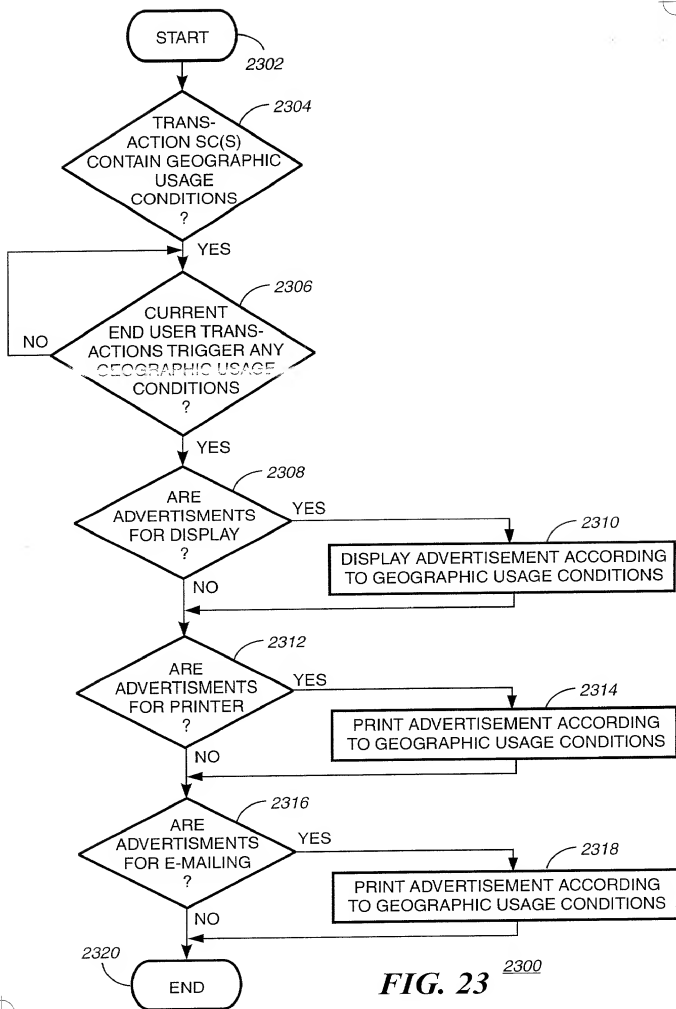 START
2302
2304
TRANS-
ACTION SC(S)
CONTAIN GEOGRAPHIC
USAGE
CONDITIONS
?
YES
2306
CURRENT
END USER TRANS-
ACTIONS TRIGGER ANY
GEOGRAPHIC USAGE
CONDITIONS
?
NO
YES
2308
ARE
ADVERTISMENTS
FOR DISPLAY
?
YES
2310
DISPLAY ADVERTISEMENT ACCORDING
TO GEOGRAPHIC USAGE CONDITIONS
NO
2312
ARE
ADVERTISMENTS
FOR PRINTER
?
YES
2314
PRINT ADVERTISEMENT ACCORDING
TO GEOGRAPHIC USAGE CONDITIONS
NO
2316
ARE
ADVERTISMENTS
FOR E-MAILING
?
YES
2318
PRINT ADVERTISEMENT ACCORDING
TO GEOGRAPHIC USAGE CONDITIONS
NO
2320
END
FIG. 23
2300